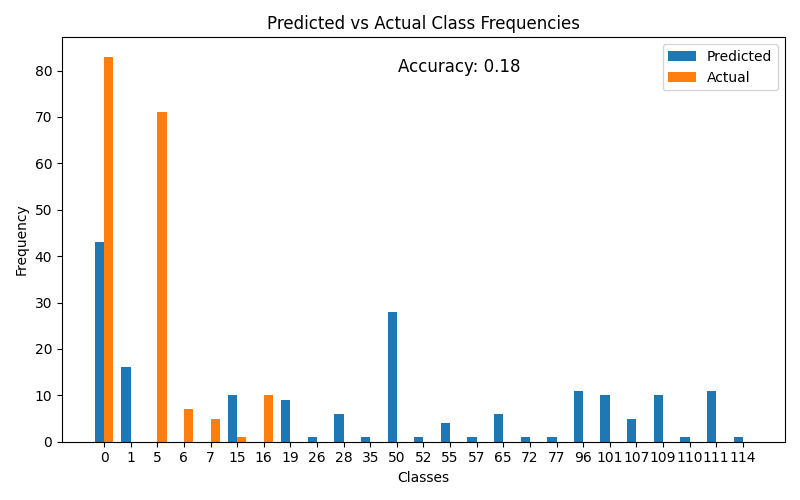 Predicted vs Actual Class Frequencies
Accuracy: 0.18
Predicted
Actual
Frequency
80
70
60
50
40
30
20
10
0
0 1 5 6 7 15 16 19 26 28 35 50 52 55 57 65 72 77 96 101 107 109 110 111 114
Classes